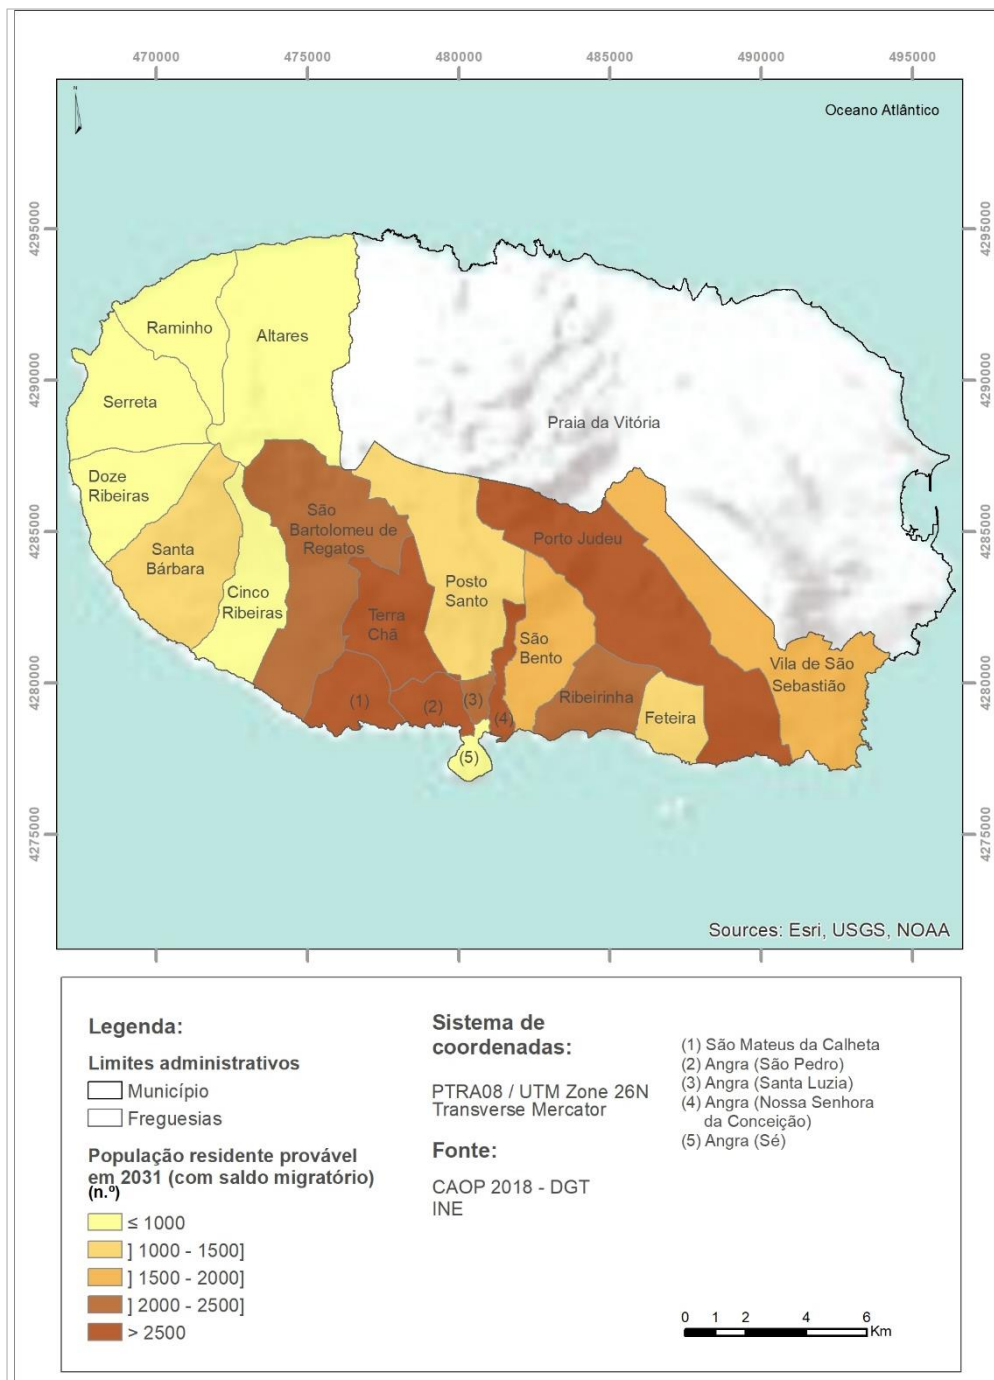 470000
475000
480000
485000
490000
495000
N
Oceano Atlântico
4295000
4295000
Raminho
Altares
4290000
4290000
Serreta
Praia da Vitória
Doze
Ribeiras
São
Bartolomeu de
Regatos
4285000
4285000
Porto Judeu
Santa
Bárbara
Cinco
Ribeiras
Posto
Santo
Terra
Chã
São
Bento
Vila de São
Sebastião
4280000
4280000
(1)
(2)
(3)
(4)
Ribeirinha
Feteira
(5)
4275000
4275000
Sources: Esri, USGS, NOAA
Legenda:
Limites administrativos
Município
Freguesias
População residente provável
em 2031 (com saldo migratório)
(n.º)
≤ 1000
] 1000 - 1500]
] 1500 - 2000]
] 2000 - 2500]
> 2500
Sistema de
coordenadas:
PTRA08 / UTM Zone 26N
Transverse Mercator
Fonte:
CAOP 2018 - DGT
INE
(1) São Mateus da Calheta
(2) Angra (São Pedro)
(3) Angra (Santa Luzia)
(4) Angra (Nossa Senhora
da Conceição)
(5) Angra (Sé)
0 1 2 4 6
Km